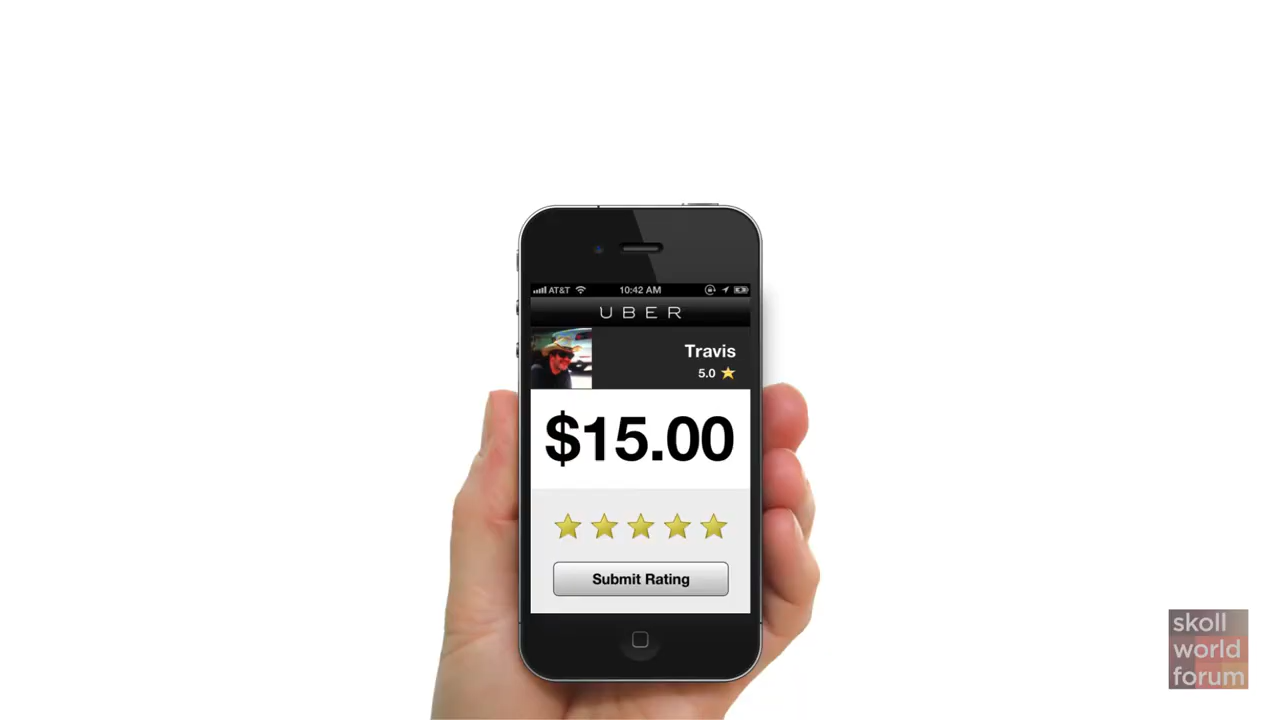 AT&T 10:42 AM
UBER
Travis
5.0
$15.00
Submit Rating
skoll
world
forum